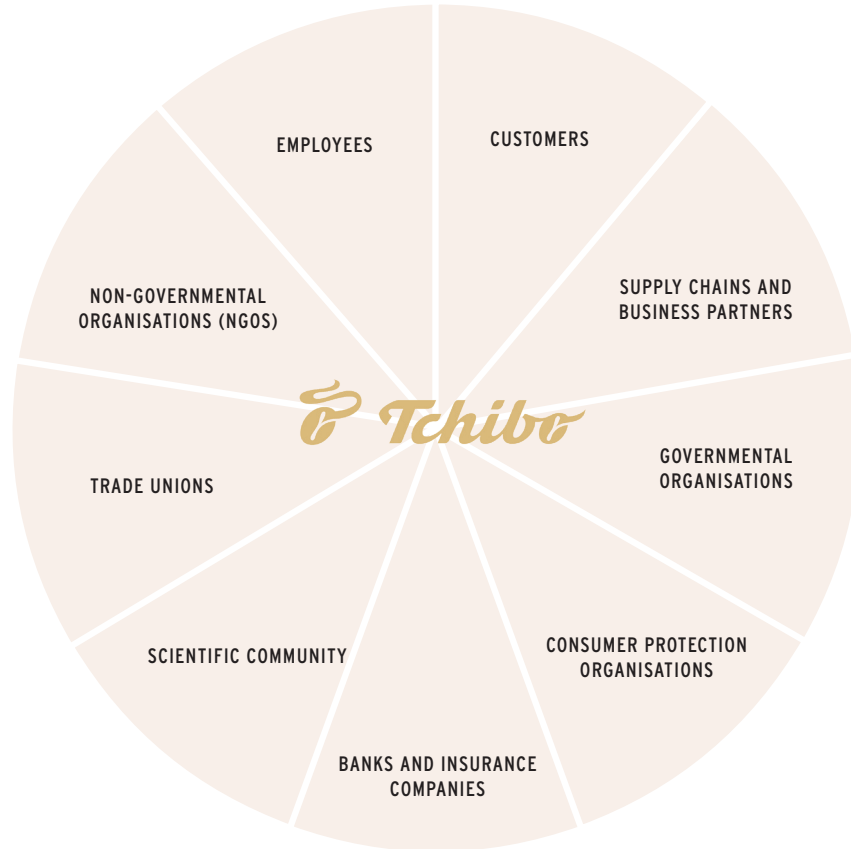 EMPLOYEES
CUSTOMERS
NON-GOVERNMENTAL
ORGANISATIONS (NGOS)
SUPPLY CHAINS AND
BUSINESS PARTNERS
Tchibo
TRADE UNIONS
GOVERNMENTAL
ORGANISATIONS
SCIENTIFIC COMMUNITY
CONSUMER PROTECTION
ORGANISATIONS
BANKS AND INSURANCE
COMPANIES